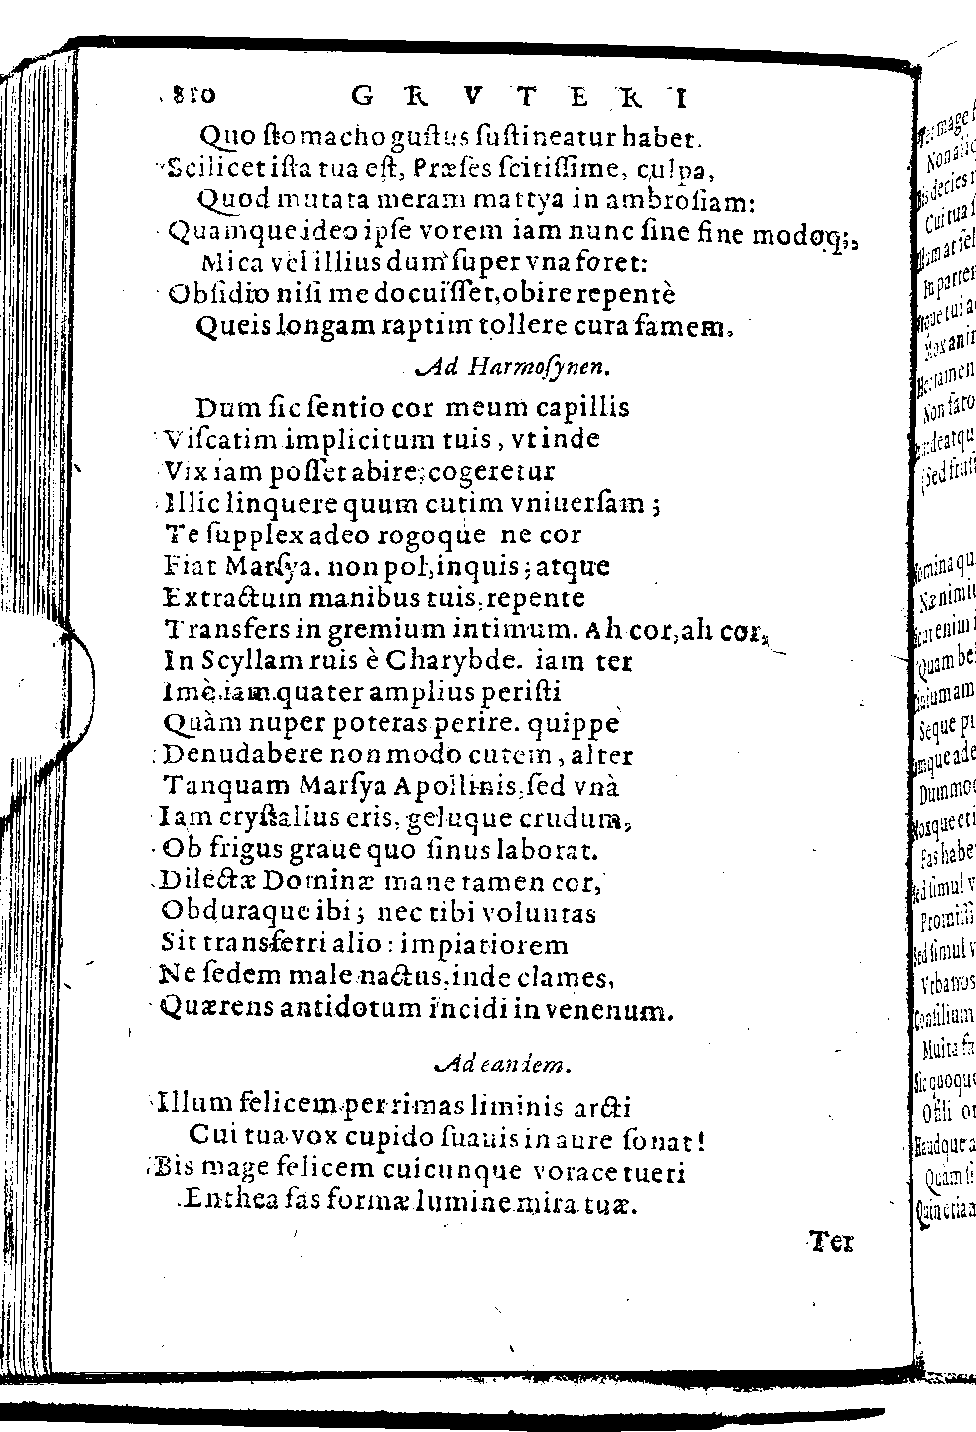 810 GRVTERI
Quo ſtomacho guſtus ſuſtineatur habet.
Scilicet iſta tua eſt, Præſes ſcitiſſime, culpa,
Quod mutata meram mattya in ambroſiam:
Quamque ideo ipſe vorem iam nunc ſine fine modoq;,
Mica vel illius dum ſuper vna foret:
Obſidio niſi me docuiſſet, obire repentè
Queis longam raptim tollere cura famem.
Ad Harmoſynen.
Dum ſic ſentio cor meum capillis
Viſcatim implicitum tuis, vt inde
Vix iam poſſet abire; cogeretur
Illic linquere quum cutim vniuerſam;
Te ſupplex adeo rogoque ne cor
Fiat Marſya. non pol, inquis; atque
Extractum manibus tuis, repente
Transfers in gremium intimum. Ah cor, ah cor,
In Scyllam ruis è Charybde. iam ter
Imè iam quater amplius periſti
Quàm nuper poteras perire. quippe
Denudabere non modo cutem, alter
Tanquam Marſya Apollinis, ſed vnà
Iam cryſtallus eris, geluque crudum,
Ob frigus graue quo ſinus laborat.
Dilectæ Dominæ mane tamen cor,
Obduraque ibi; nec tibi voluntas
Sit transferri alio: impiatiorem
Ne ſedem male nactus, inde clames,
Quærens antidotum incidi in venenum.
Ad eandem.
Illum felicem per rimas liminis arcti
Cui tua vox cupido ſuauis in aure ſonat!
Bis mage felicem cuicunque vorace tueri
Enthea fas formæ lumine mira tuæ.
Ter